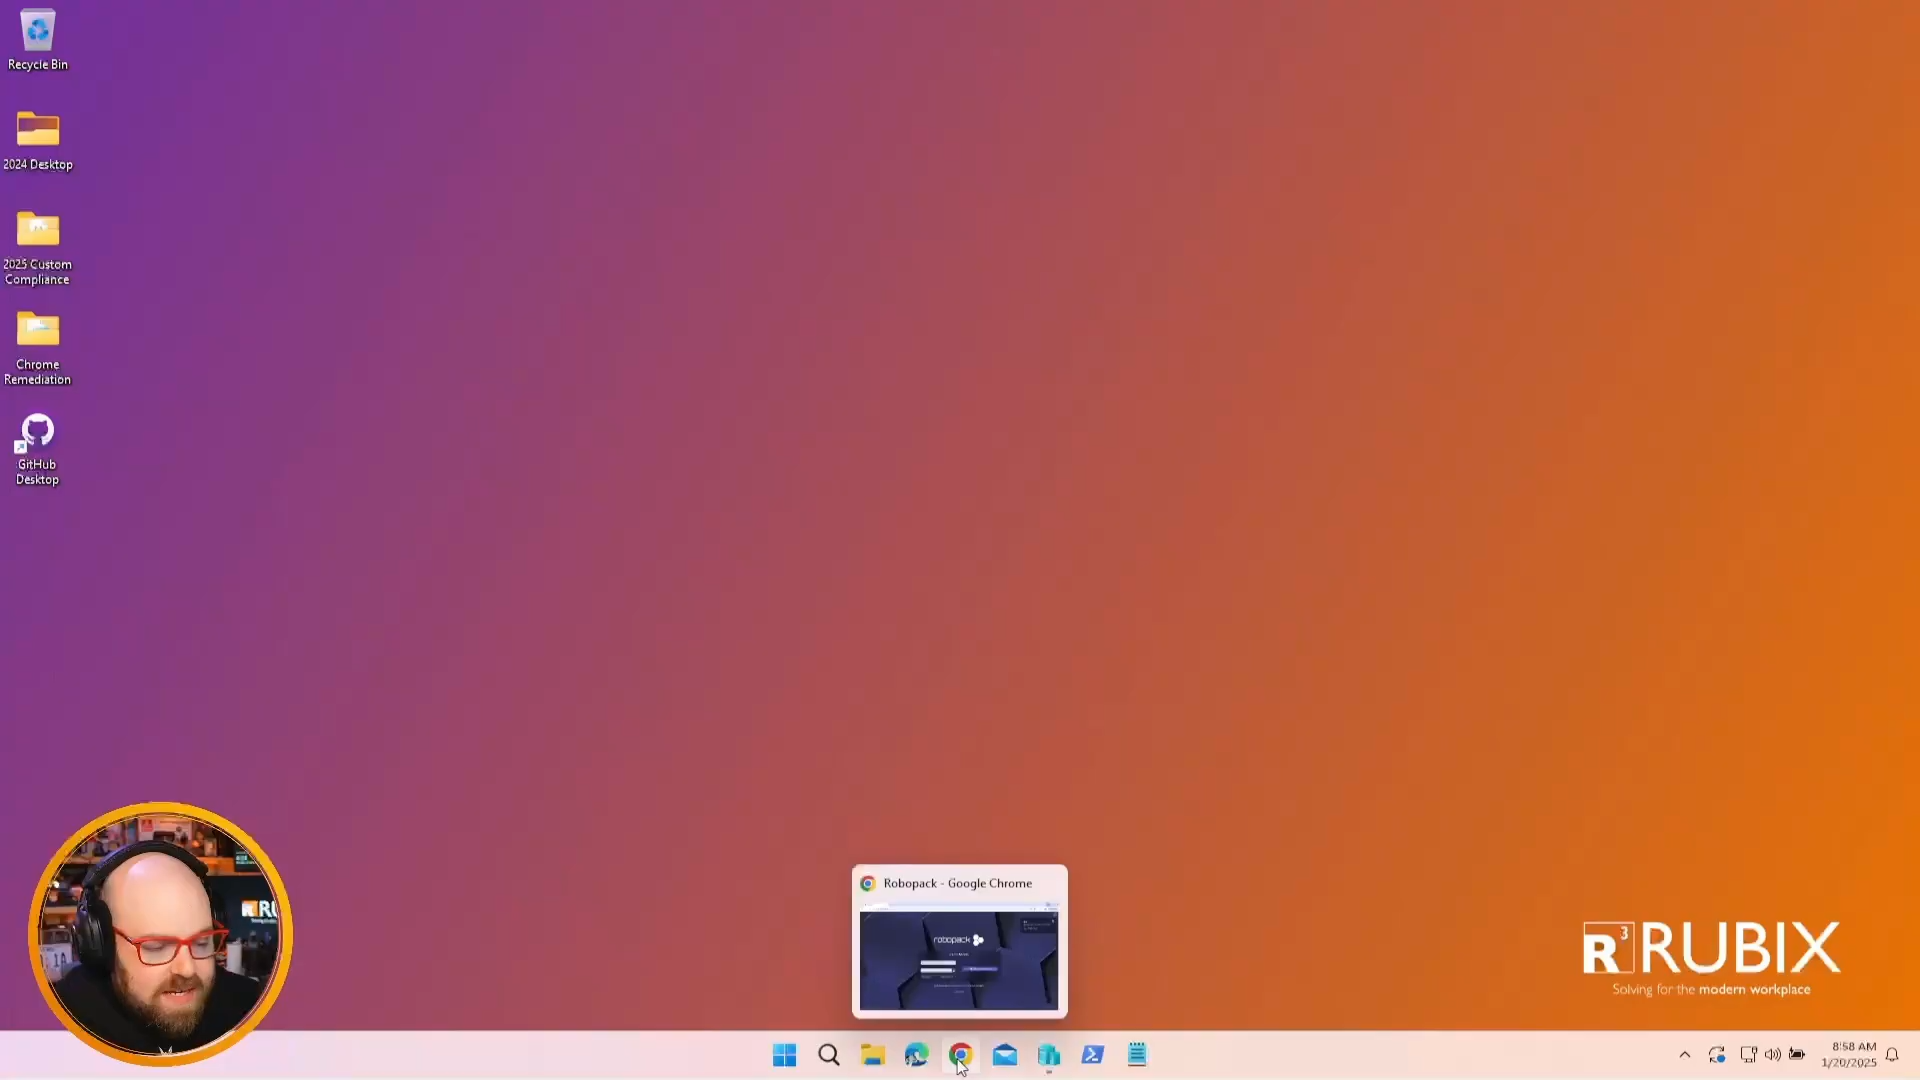 Recycle Bin
2024 Desktop
2025 Custom
Compliance
Chrome
Remediation
GitHub
Desktop
Robopack - Google Chrome
robopack
R3 RUBIX
Solving for the modern workplace
8:58 AM
1/20/2025